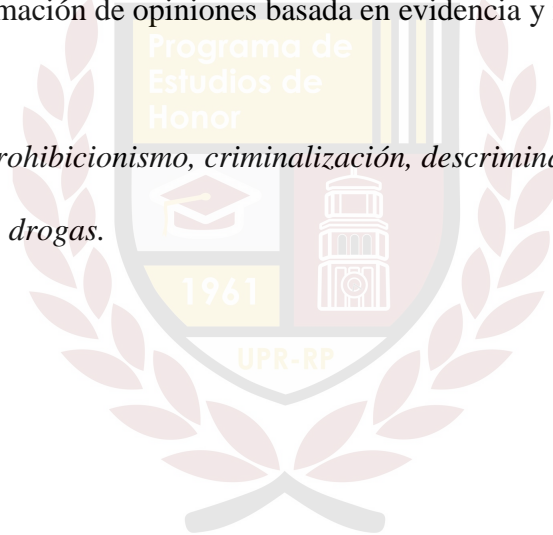 mación de opiniones basada en evidencia y
Programa de
Estudios de
Honor
rohibicionismo, criminalización, descrimina
drogas.
1961
UPR-RP